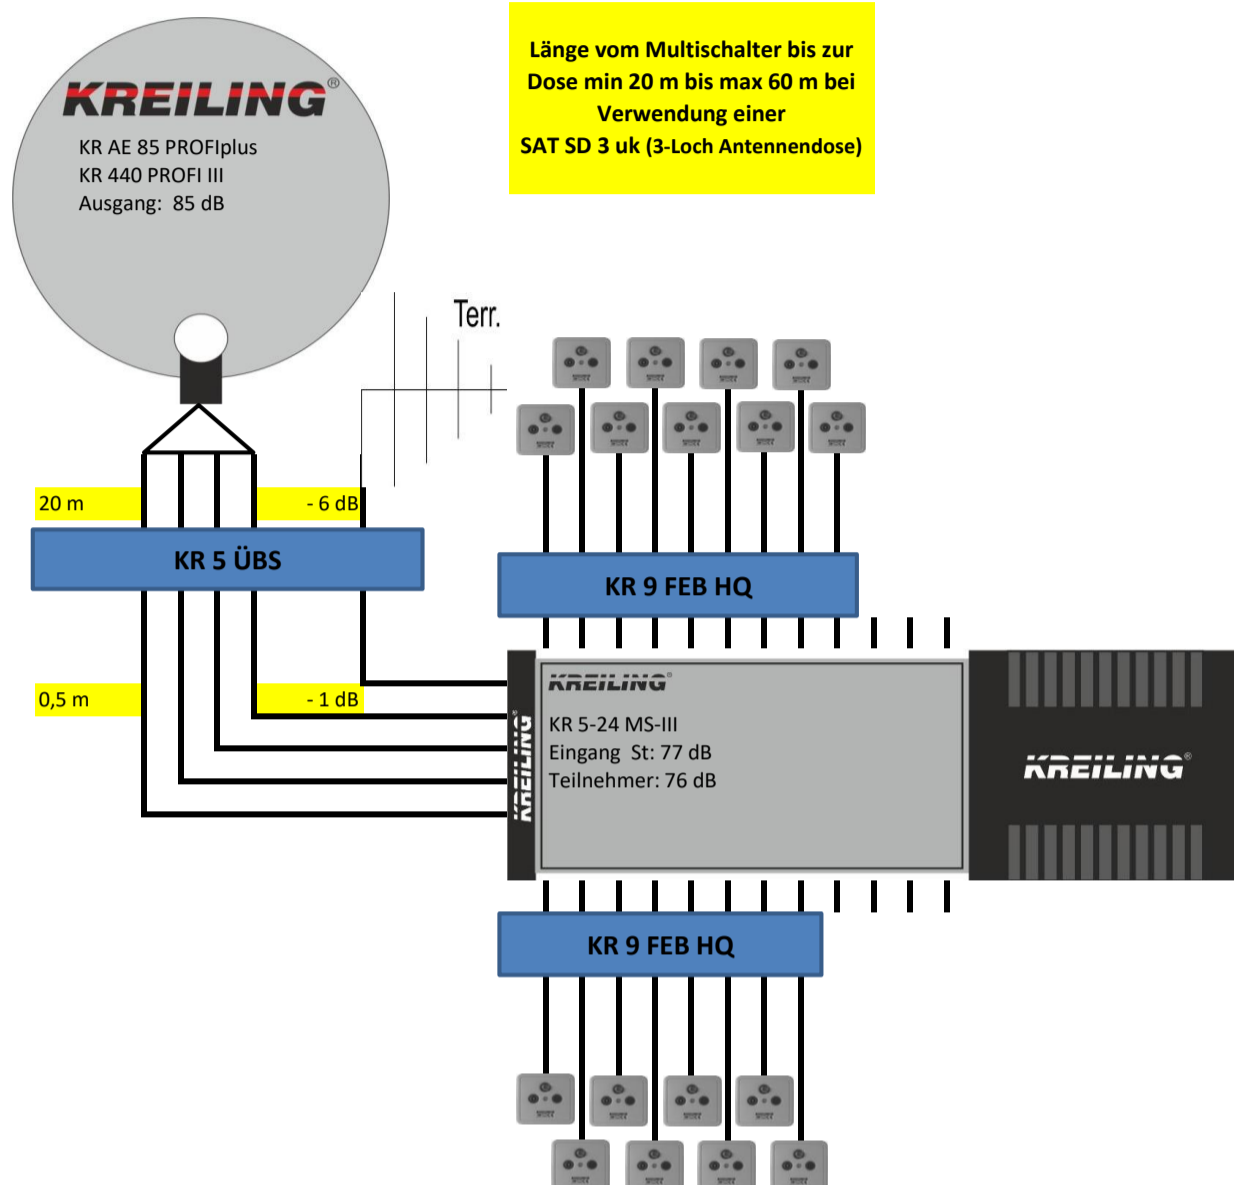 KREILING®
KR AE 85 PROFIplus
KR 440 PROFI III
Ausgang: 85 dB
Länge vom Multischalter bis zur
Dose min 20 m bis max 60 m bei
Verwendung einer
SAT SD 3 uk (3-Loch Antennendose)
Terr.
20 m
- 6 dB
KR 5 ÜBS
KR 9 FEB HQ
0,5 m
- 1 dB
KREILING
KREILING®
KR 5-24 MS-III
Eingang St: 77 dB
Teilnehmer: 76 dB
KREILING®
KR 9 FEB HQ